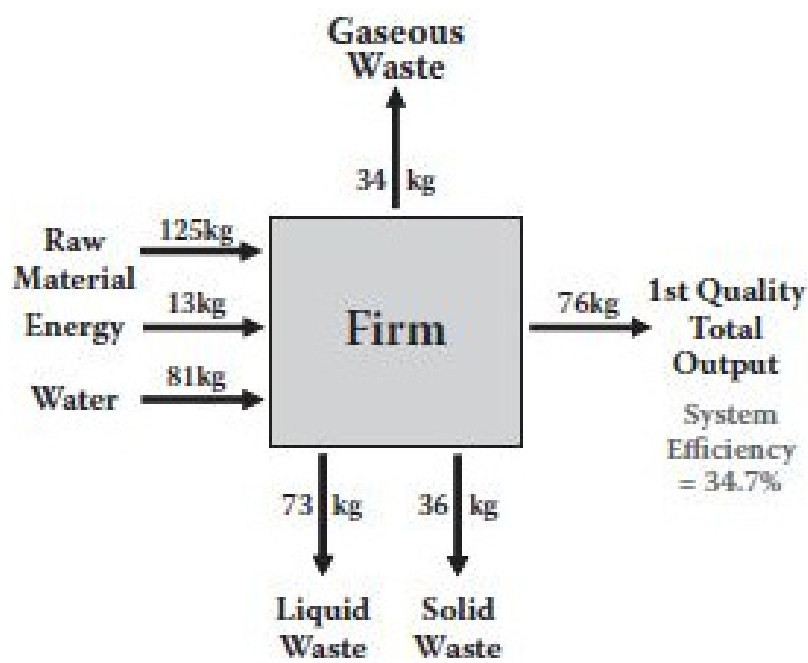 Gaseous
Waste
34 kg
Raw
Material
125kg
Energy
13kg
Water
81kg
Firm
76kg
1st Quality
Total
Output
System
Efficiency
= 34.7%
73 kg
36 kg
Liquid
Waste
Solid
Waste